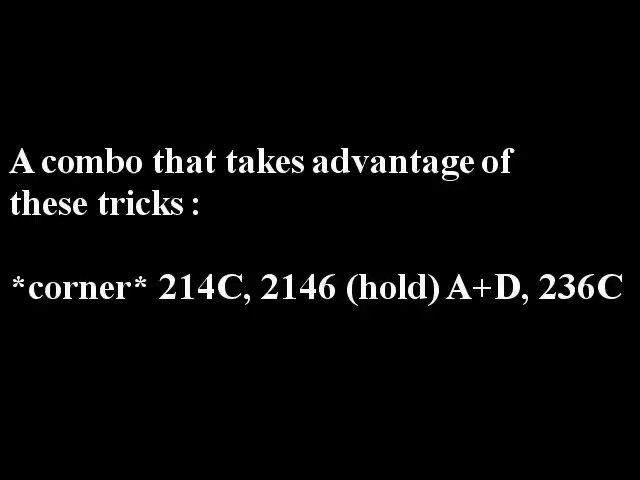 A combo that takes advantage of
these tricks :
*corner* 214C, 2146 (hold) A+D, 236C